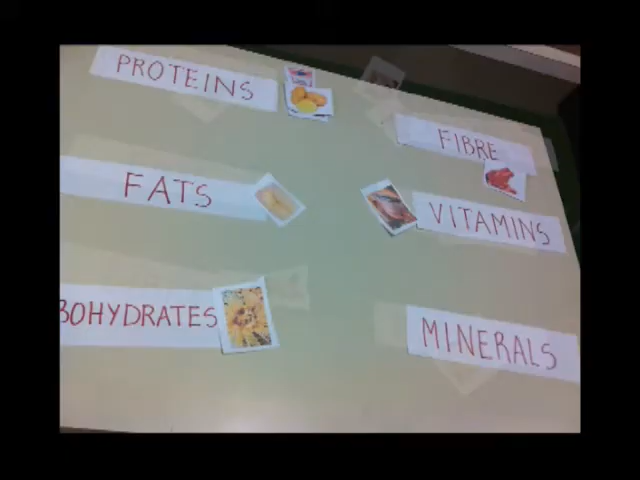 PROTEINS
FIBRE
FATS
VITAMINS
BOHYDRATES
MINERALS